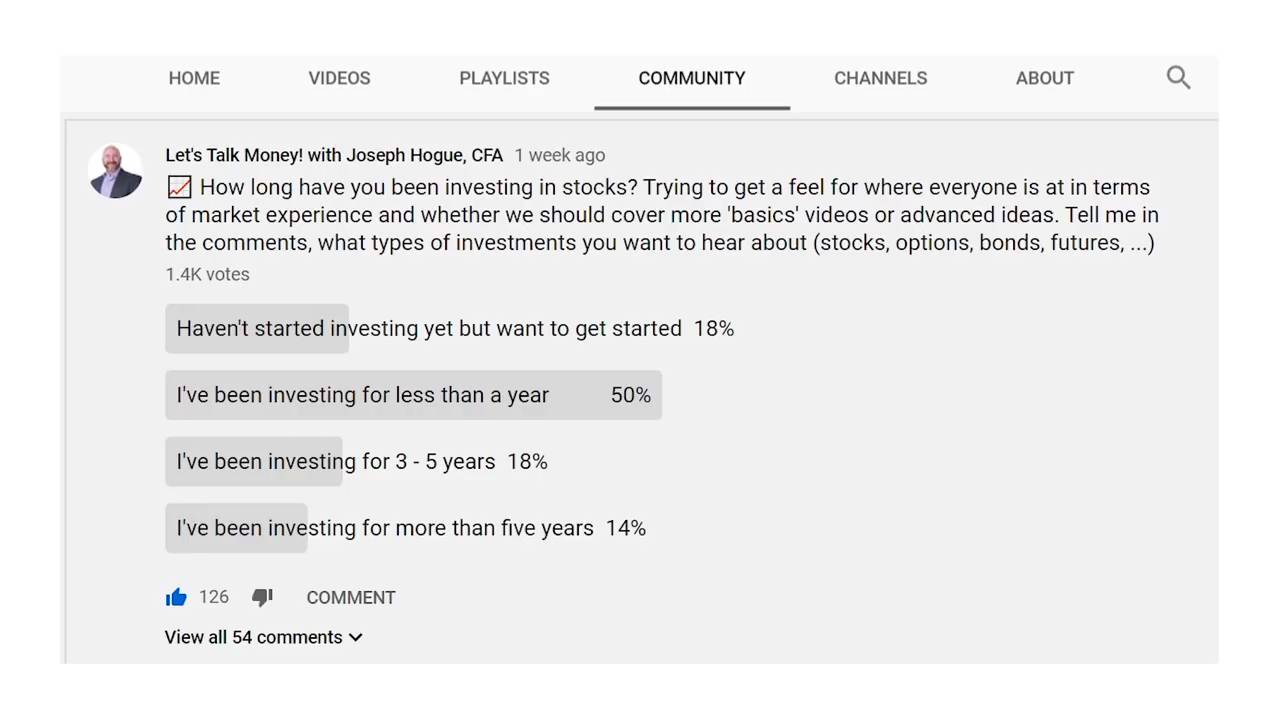 HOME VIDEOS PLAYLISTS COMMUNITY CHANNELS ABOUT
Let's Talk Money! with Joseph Hogue, CFA 1 week ago
📈 How long have you been investing in stocks? Trying to get a feel for where everyone is at in terms
of market experience and whether we should cover more 'basics' videos or advanced ideas. Tell me in
the comments, what types of investments you want to hear about (stocks, options, bonds, futures, ...)
1.4K votes
Haven't started investing yet but want to get started 18%
I've been investing for less than a year 50%
I've been investing for 3 - 5 years 18%
I've been investing for more than five years 14%
126 COMMENT
View all 54 comments